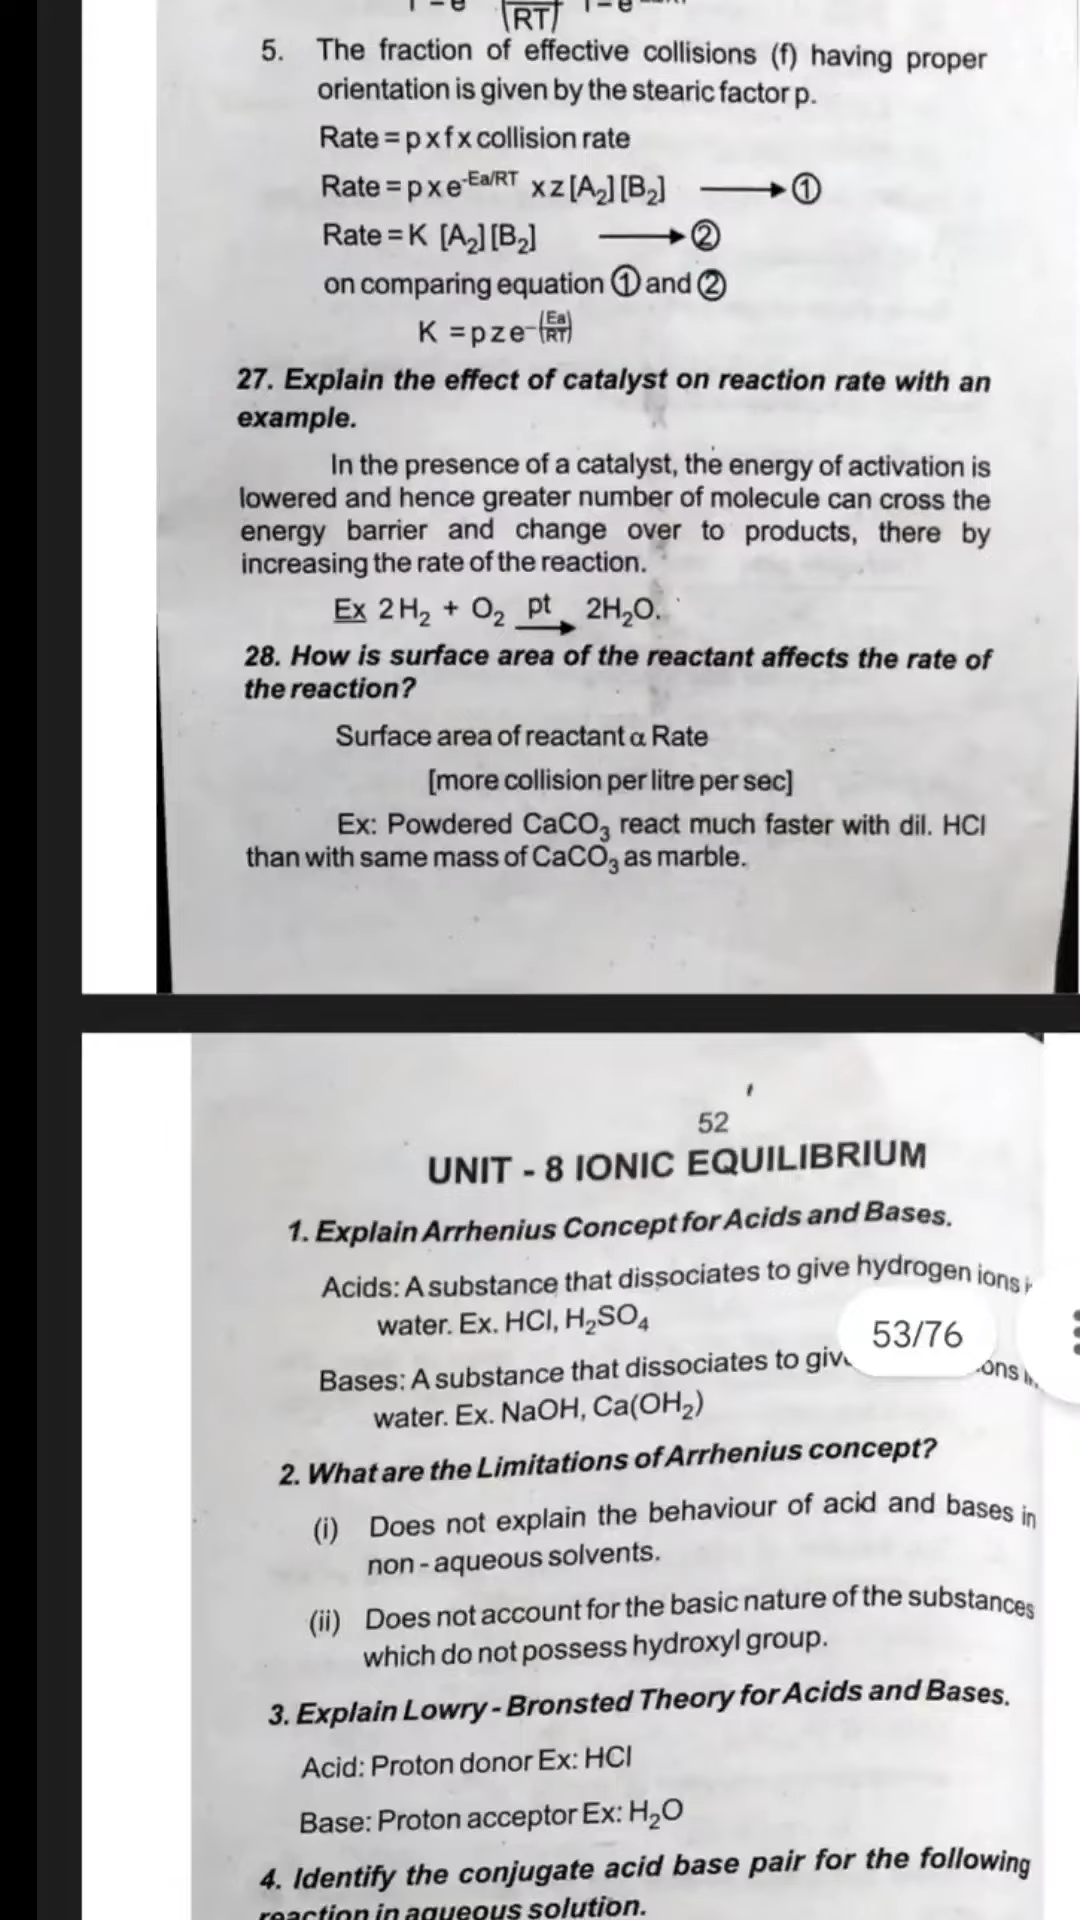 5. The fraction of effective collisions (f) having proper
orientation is given by the stearic factor p.
Rate = p x f x collision rate
Rate = p x e^-Ea/RT x z [A₂] [B₂] ⟶ ①
Rate = K [A₂] [B₂] ⟶ ②
on comparing equation ① and ②
K = p z e^-(Ea/RT)
27. Explain the effect of catalyst on reaction rate with an
example.
In the presence of a catalyst, the energy of activation is
lowered and hence greater number of molecule can cross the
energy barrier and change over to products, there by
increasing the rate of the reaction.
Ex 2H₂ + O₂ pt⟶ 2H₂O.
28. How is surface area of the reactant affects the rate of
the reaction?
Surface area of reactant α Rate
[more collision per litre per sec]
Ex: Powdered CaCO₃ react much faster with dil. HCl
than with same mass of CaCO₃ as marble.
52
UNIT - 8 IONIC EQUILIBRIUM
1. Explain Arrhenius Concept for Acids and Bases.
Acids: A substance that dissociates to give hydrogen ions
water. Ex. HCl, H₂SO₄
53/76
Bases: A substance that dissociates to
water. Ex. NaOH, Ca(OH₂)
2. What are the Limitations of Arrhenius concept?
(i) Does not explain the behaviour of acid and bases in
non - aqueous solvents.
(ii) Does not account for the basic nature of the substances
which do not possess hydroxyl group.
3. Explain Lowry - Bronsted Theory for Acids and Bases.
Acid: Proton donor Ex: HCl
Base: Proton acceptor Ex: H₂O
4. Identify the conjugate acid base pair for the following
reaction in aqueous solution.